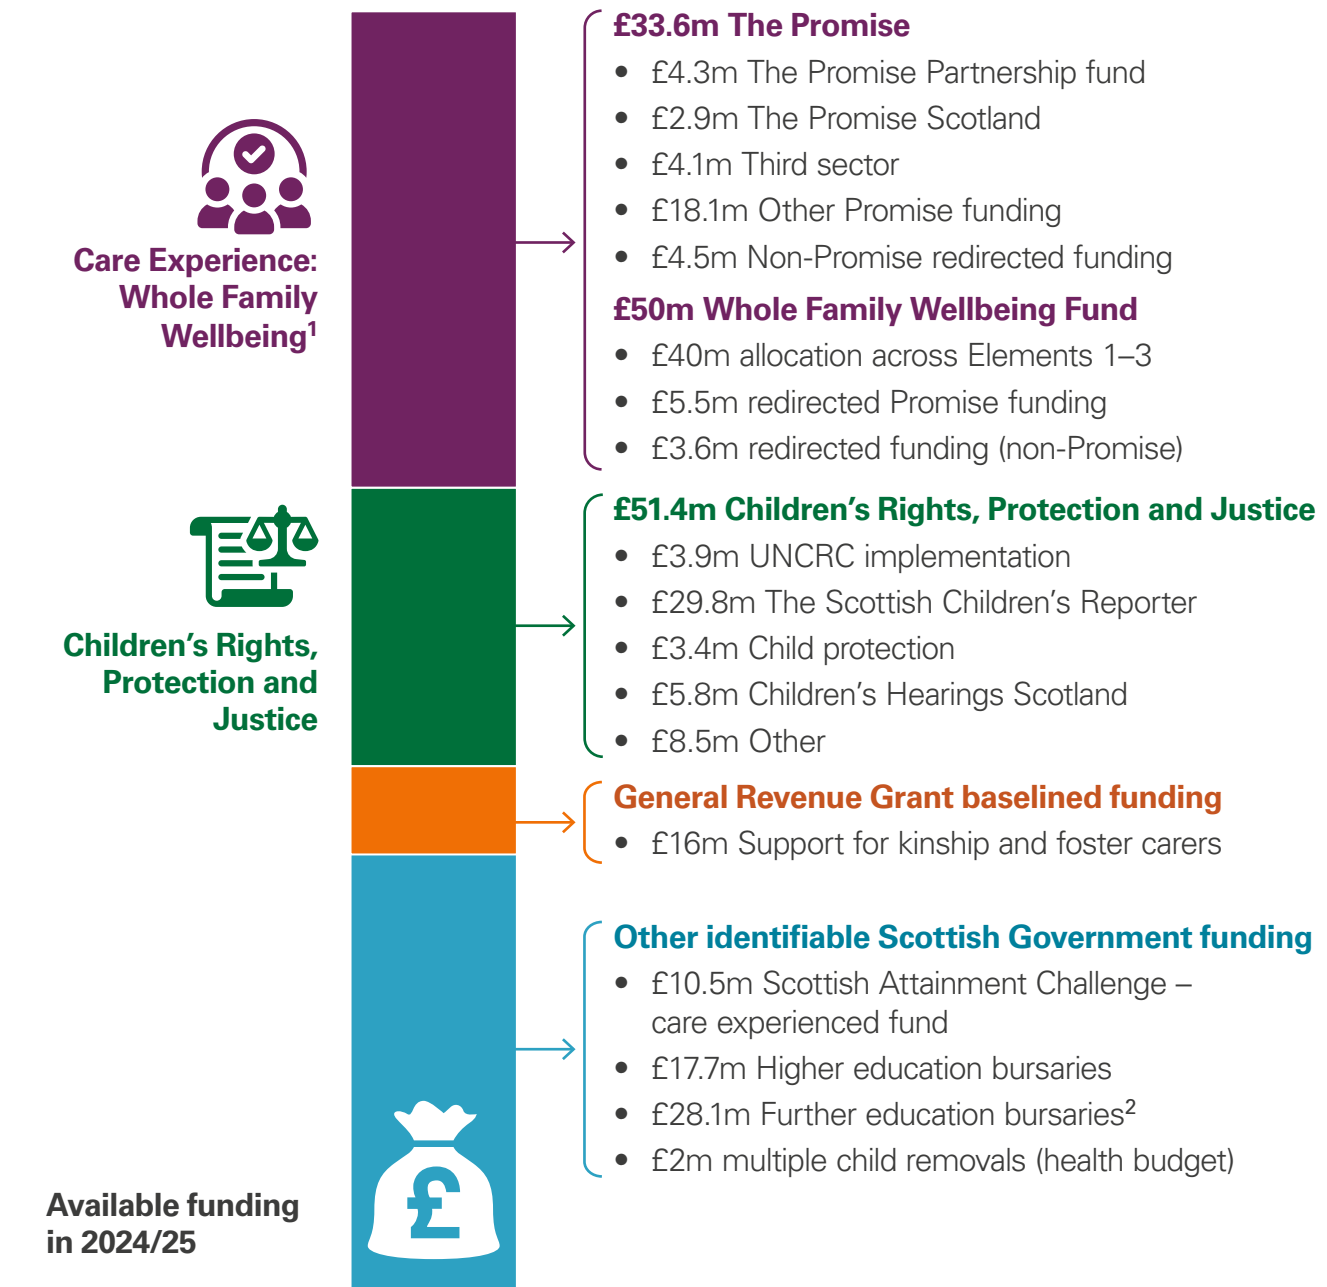 Care Experience:
Whole Family
Wellbeing¹
£33.6m The Promise
• £4.3m The Promise Partnership fund
• £2.9m The Promise Scotland
• £4.1m Third sector
• £18.1m Other Promise funding
• £4.5m Non-Promise redirected funding
£50m Whole Family Wellbeing Fund
• £40m allocation across Elements 1–3
• £5.5m redirected Promise funding
• £3.6m redirected funding (non-Promise)
Children’s Rights,
Protection and
Justice
£51.4m Children’s Rights, Protection and Justice
• £3.9m UNCRC implementation
• £29.8m The Scottish Children’s Reporter
• £3.4m Child protection
• £5.8m Children’s Hearings Scotland
• £8.5m Other
General Revenue Grant baselined funding
• £16m Support for kinship and foster carers
Other identifiable Scottish Government funding
• £10.5m Scottish Attainment Challenge –
care experienced fund
• £17.7m Higher education bursaries
• £28.1m Further education bursaries²
• £2m multiple child removals (health budget)
£
Available funding
in 2024/25